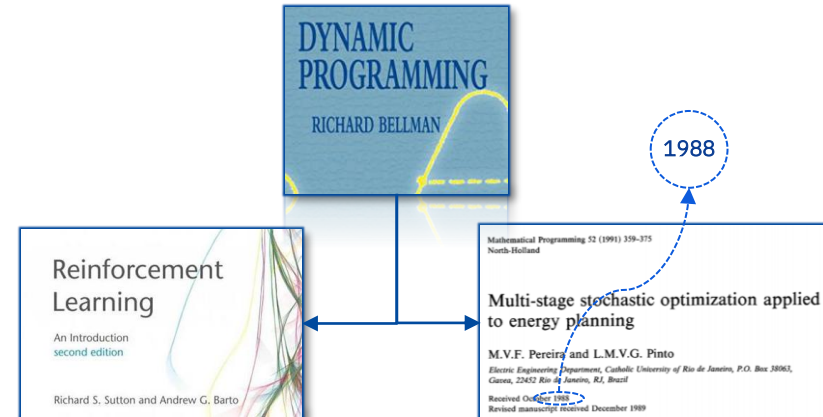 DYNAMIC
PROGRAMMING
RICHARD BELLMAN
1988
Reinforcement
Learning
An Introduction
second edition
Richard S. Sutton and Andrew G. Barto
Mathematical Programming 52 (1991) 359-375
North-Holland
Multi-stage stochastic optimization applied
to energy planning
M.V.F. Pereira and L.M.V.G. Pinto
Electric Engineering Department, Catholic University of Rio de Janeiro, P.O. Box 38063,
Gavea, 22452 Rio de Janeiro, RJ, Brazil
Received October 1988
Revised manuscript received December 1989